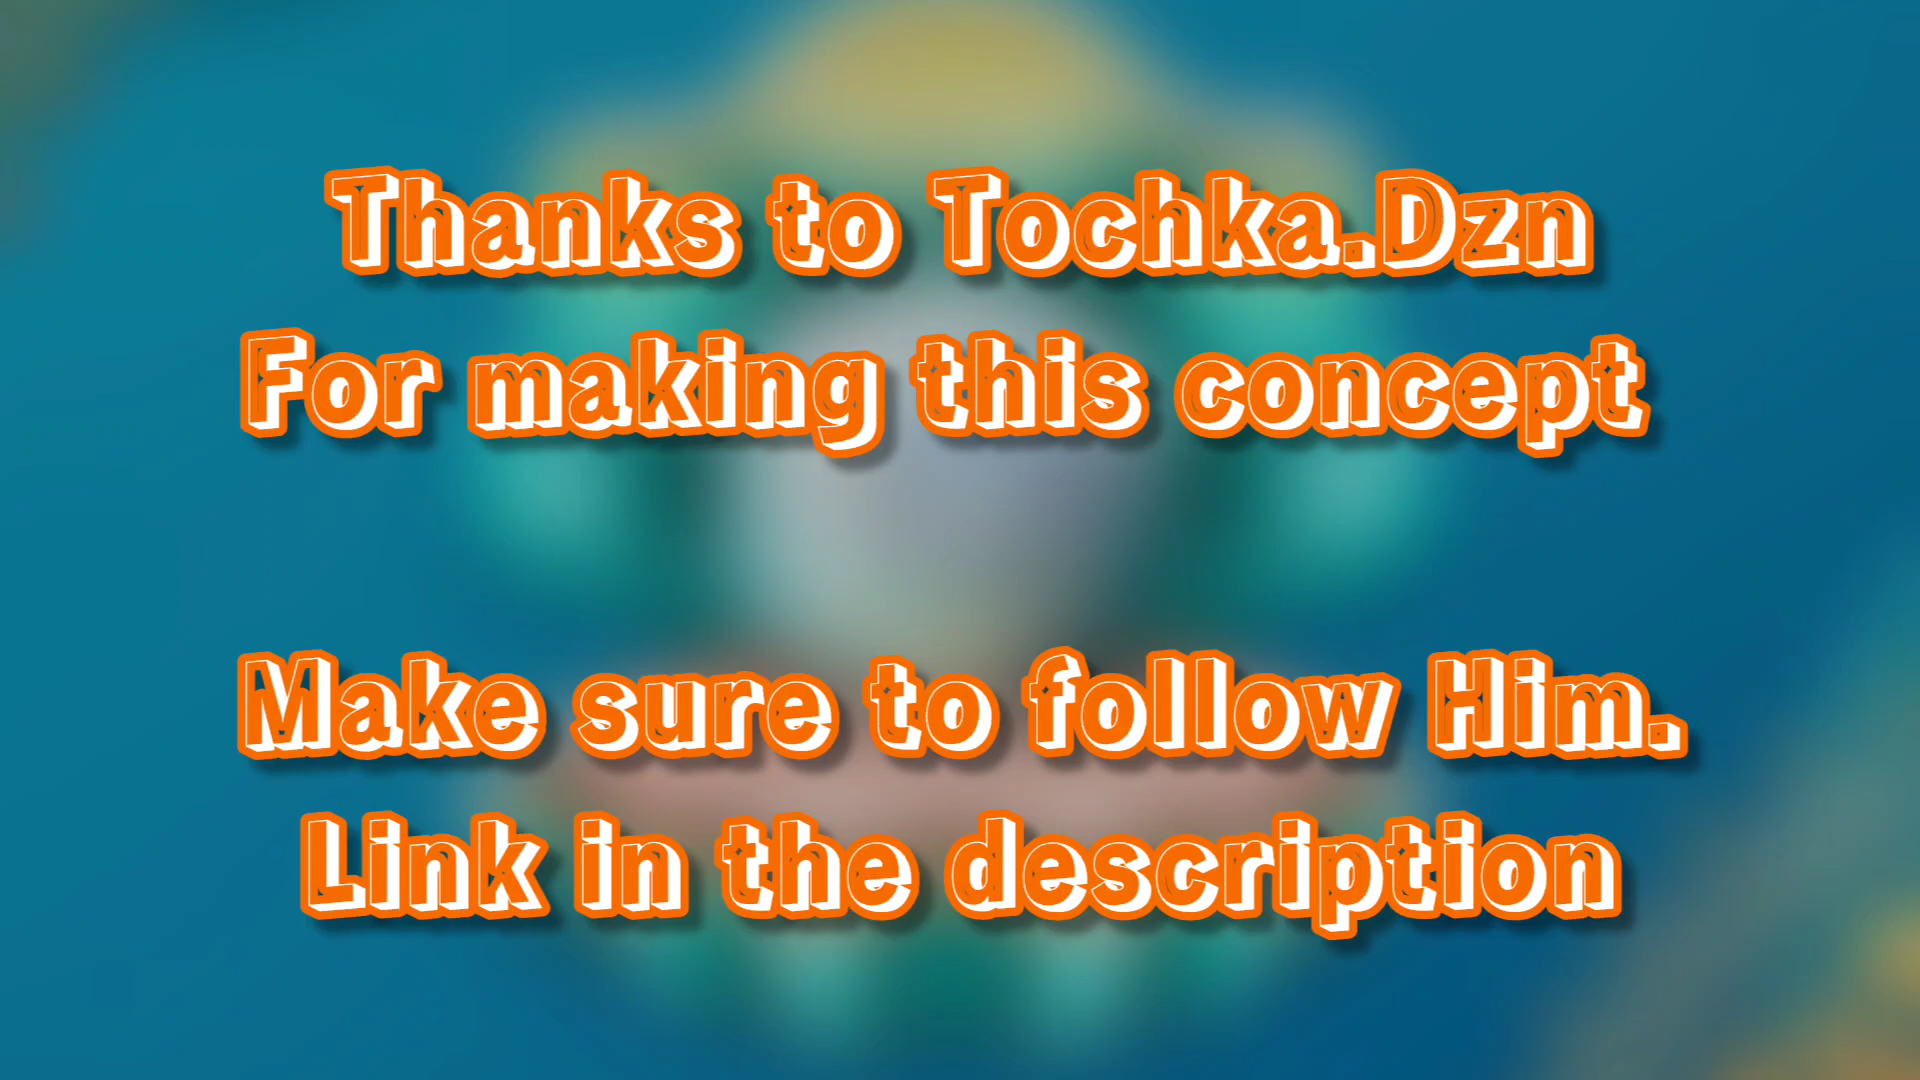 Thanks to Tochka.Dzn
For making this concept
Make sure to follow Him.
Link in the description